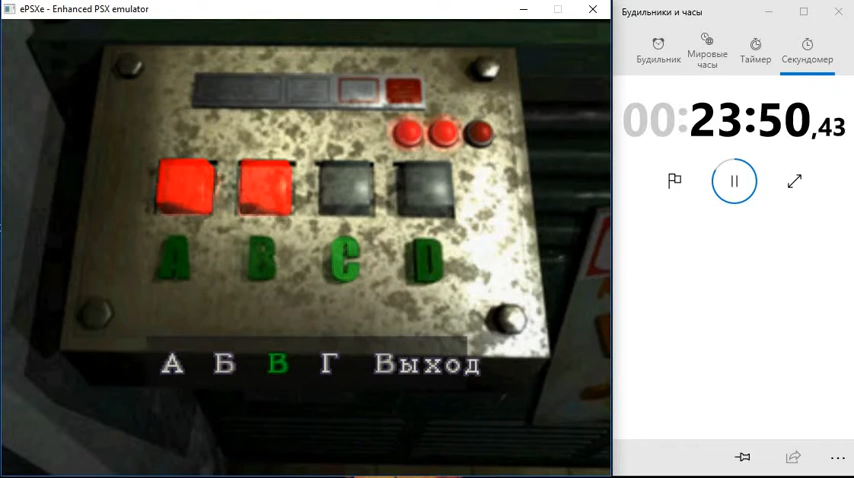 ePSXe - Enhanced PSX emulator
A B C D
А Б В Г Выход
Будильники и часы
Будильник
Мировые часы
Таймер
Секундомер
00:23:50,43